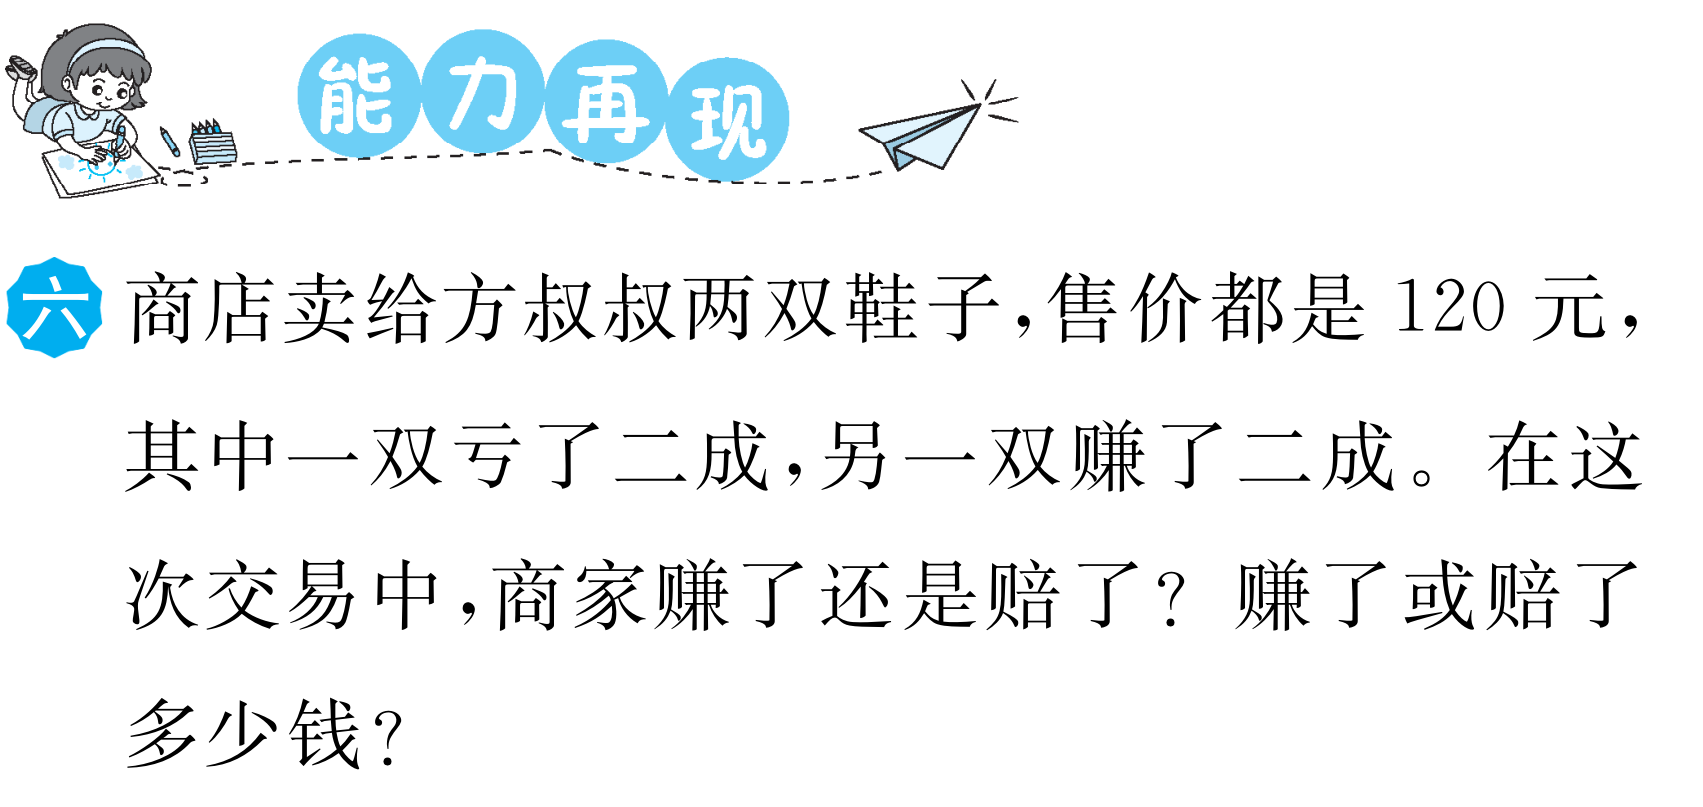 能力再现
六 商店卖给方叔叔两双鞋子,售价都是 120 元,
其中一双亏了二成,另一双赚了二成。在这
次交易中,商家赚了还是赔了?赚了或赔了
多少钱?